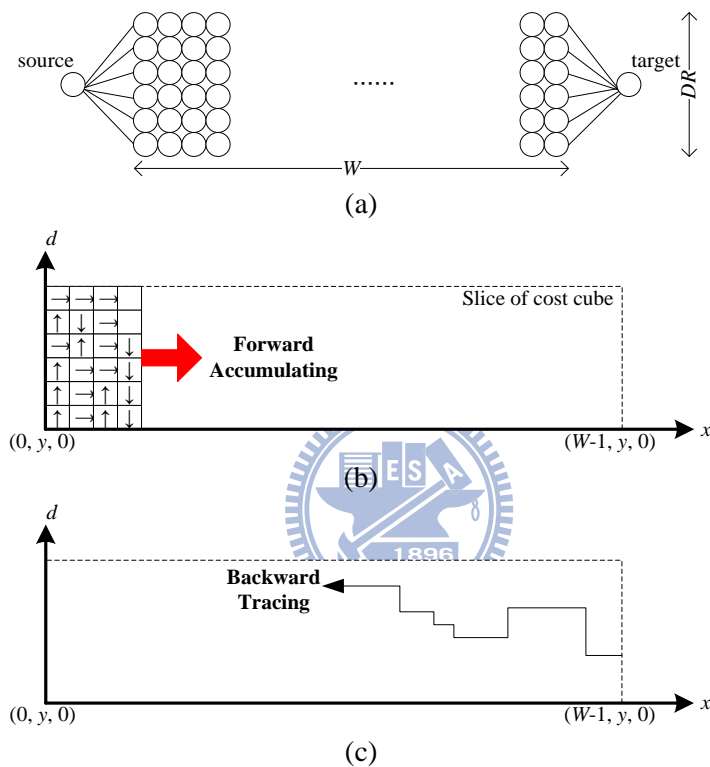 source
target
......
DR
W
(a)
d
Slice of cost cube
→ → →
↑ ↓ →
→ ↑ → ↓
↑ → → ↓
↑ → ↑ ↓
↑ → ↑ ↓
Forward
Accumulating
(0, y, 0)
(W-1, y, 0)
x
E S A
(b)
1896
d
Backward
Tracing
(0, y, 0)
(W-1, y, 0)
x
(c)